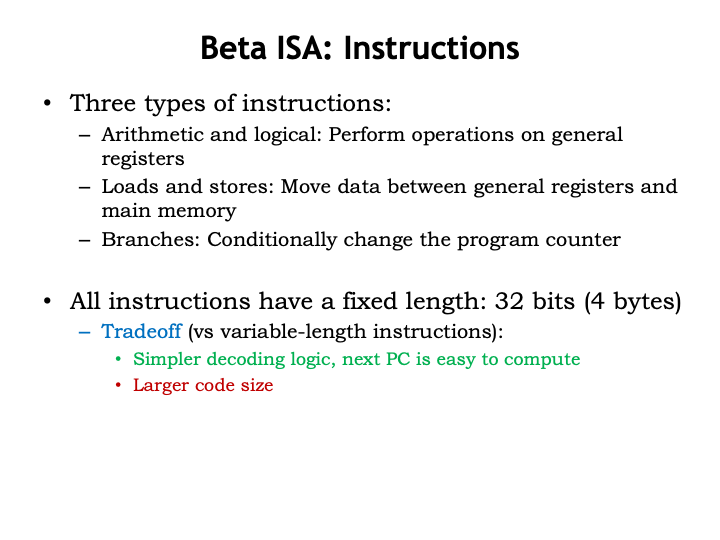 Beta ISA: Instructions
• Three types of instructions:
– Arithmetic and logical: Perform operations on general
registers
– Loads and stores: Move data between general registers and
main memory
– Branches: Conditionally change the program counter
• All instructions have a fixed length: 32 bits (4 bytes)
– Tradeoff (vs variable-length instructions):
• Simpler decoding logic, next PC is easy to compute
• Larger code size